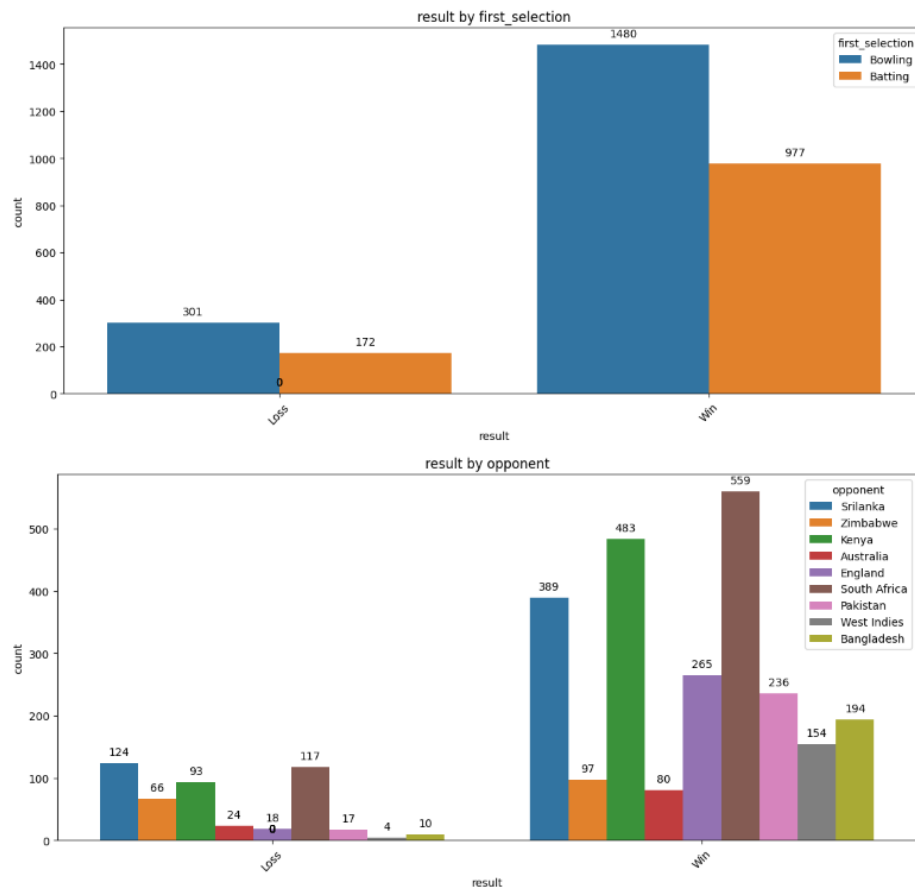 result by first_selection
1480
1400
1200
1000
800
600
400
200
0
count
977
301
172
0
first_selection
Bowling
Batting
Loss
Win
result
result by opponent
559
500
400
300
200
100
0
count
124
66
93
24
18
0
117
17
4
10
389
97
483
80
265
236
154
194
opponent
Srilanka
Zimbabwe
Kenya
Australia
England
South Africa
Pakistan
West Indies
Bangladesh
Loss
Win
result